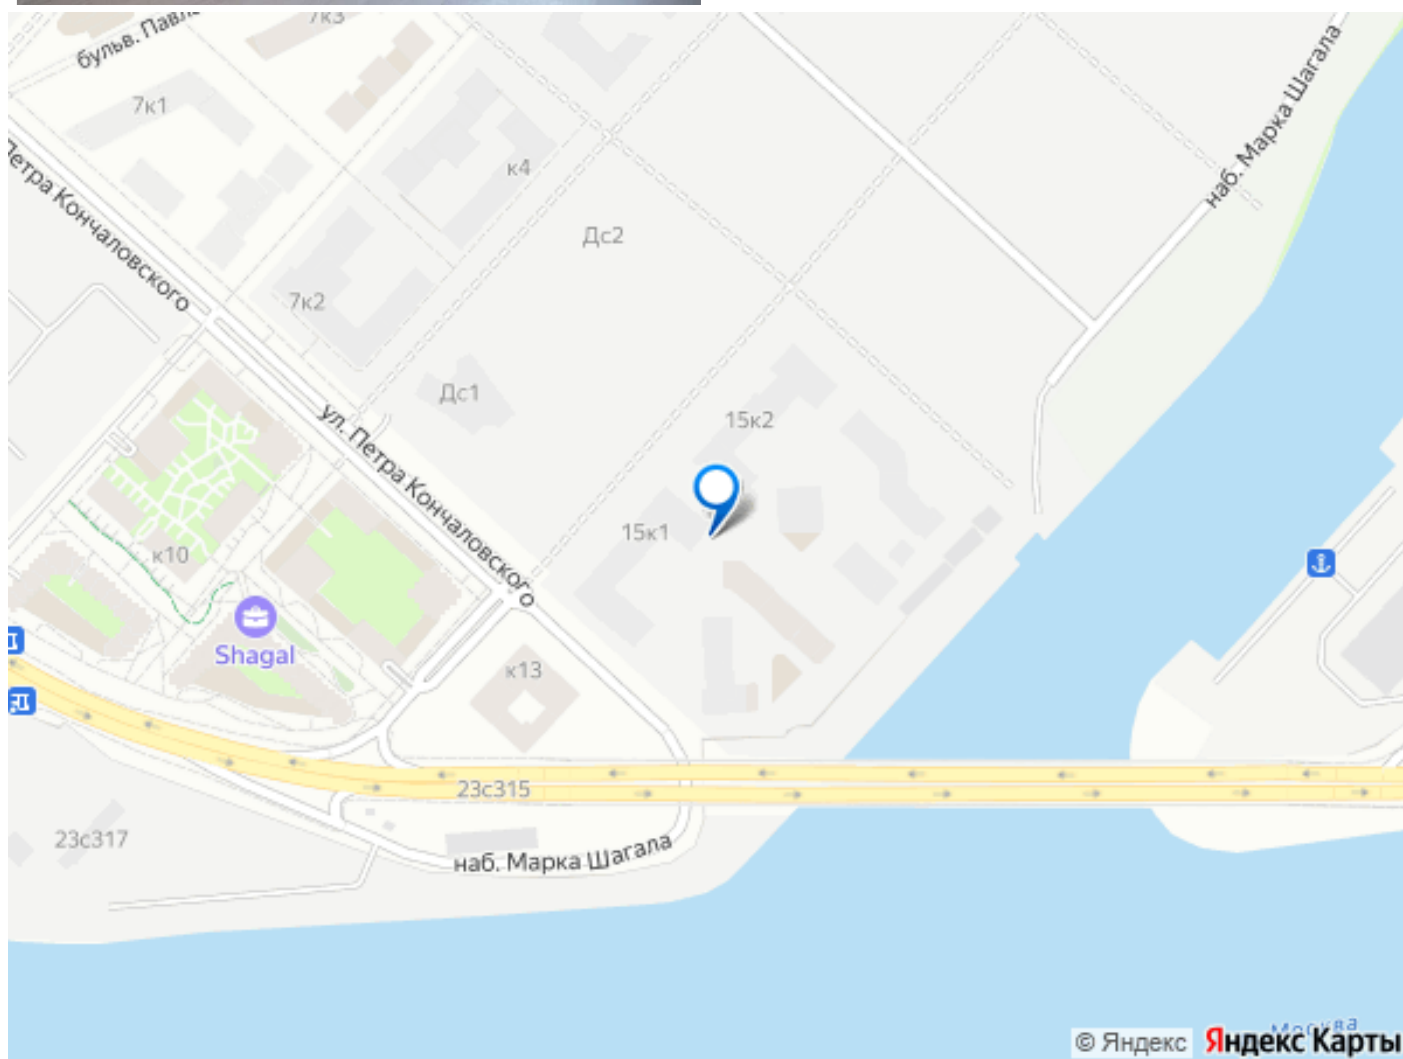 бульв. Павл
7к3
7к1
наб. Марка Шагала
к4
Петра Кончаловского
Дс2
7к2
Дс1
ул. Петра Кончаловского
15к2
15к1
к10
Shagal
к13
23с315
23с317
наб. Марка Шагала
Москва
© Яндекс Яндекс Карты